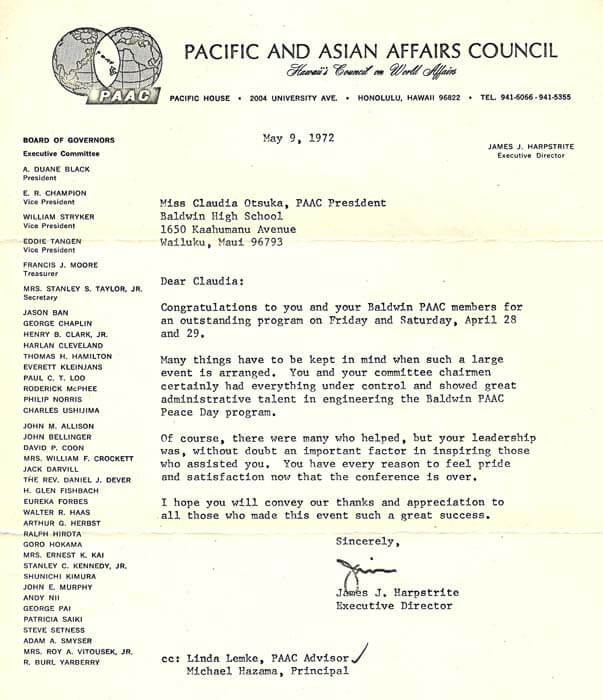 PAAC
PACIFIC AND ASIAN AFFAIRS COUNCIL
Hawaii's Council on World Affairs
PACIFIC HOUSE • 2004 UNIVERSITY AVE. • HONOLULU, HAWAII 96822 • TEL. 941-6066 - 941-5355
JAMES J. HARPSTRITE
Executive Director
BOARD OF GOVERNORS
Executive Committee
A. DUANE BLACK
President
E. R. CHAMPION
Vice President
WILLIAM STRYKER
Vice President
EDDIE TANGEN
Vice President
FRANCIS J. MOORE
Treasurer
MRS. STANLEY S. TAYLOR, JR.
Secretary
JASON BAN
GEORGE CHAPLIN
HENRY B. CLARK, JR.
HARLAN CLEVELAND
THOMAS H. HAMILTON
EVERETT KLEINJANS
PAUL C. T. LOO
RODERICK McPHEE
PHILIP NORRIS
CHARLES USHIJIMA
JOHN M. ALLISON
JOHN BELLINGER
DAVID P. COON
MRS. WILLIAM F. CROCKETT
JACK DARVILL
THE REV. DANIEL J. DEVER
H. GLEN FISHBACH
EUREKA FORBES
WALTER R. HAAS
ARTHUR G. HERBST
RALPH HIROTA
GORO HOKAMA
MRS. ERNEST K. KAI
STANLEY C. KENNEDY, JR.
SHUNICHI KIMURA
JOHN E. MURPHY
ANDY NII
GEORGE PAI
PATRICIA SAIKI
STEVE SETNESS
ADAM A. SMYSER
MRS. ROY A. VITOUSEK, JR.
R. BURL YARBERRY
May 9, 1972
Miss Claudia Otsuka, PAAC President
Baldwin High School
1650 Kaahumanu Avenue
Wailuku, Maui 96793
Dear Claudia:
Congratulations to you and your Baldwin PAAC members for
an outstanding program on Friday and Saturday, April 28
and 29.
Many things have to be kept in mind when such a large
event is arranged. You and your committee chairmen
certainly had everything under control and showed great
administrative talent in engineering the Baldwin PAAC
Peace Day program.
Of course, there were many who helped, but your leadership
was, without doubt an important factor in inspiring those
who assisted you. You have every reason to feel pride
and satisfaction now that the conference is over.
I hope you will convey our thanks and appreciation to
all those who made this event such a great success.
Sincerely,
Jim
James J. Harpstrite
Executive Director
cc: Linda Lemke, PAAC Advisor
Michael Hazama, Principal